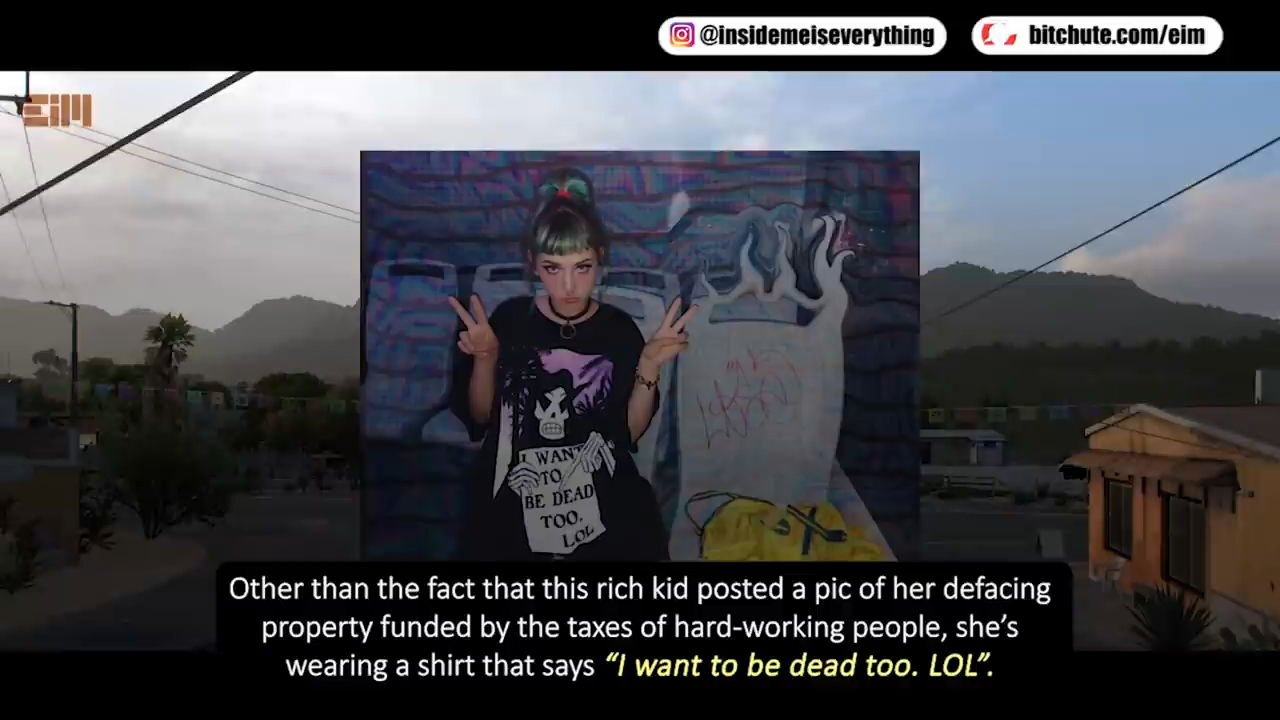 @insidemeiseverything
bitchute.com/eim
EIM
I WANT
TO
BE DEAD
TOO.
LOL
Other than the fact that this rich kid posted a pic of her defacing
property funded by the taxes of hard-working people, she’s
wearing a shirt that says “I want to be dead too. LOL”.